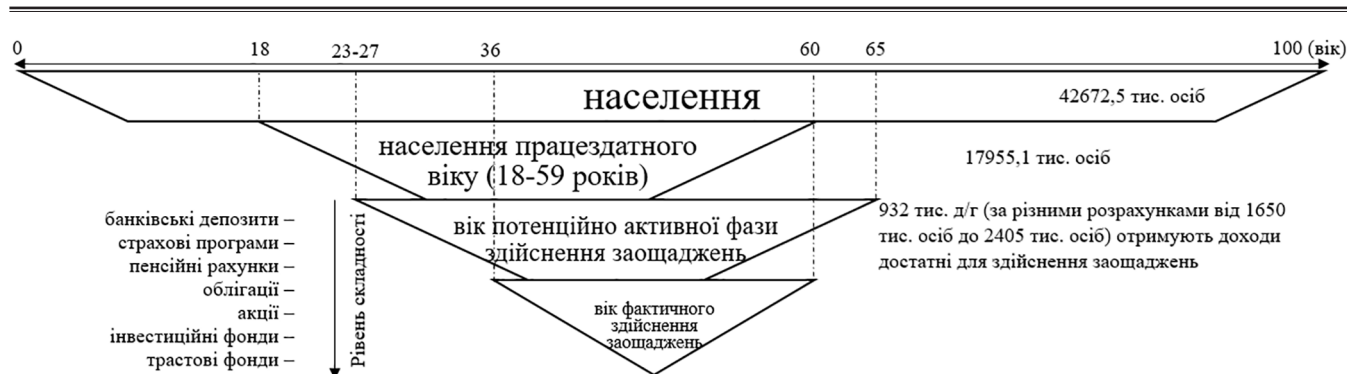 0 18 23-27 36 60 65 100 (вік)
населення
42672,5 тис. осіб
населення працездатного
віку (18-59 років)
17955,1 тис. осіб
вік потенційно активної фази
здійснення заощаджень
932 тис. д/г (за різними розрахунками від 1650
тис. осіб до 2405 тис. осіб) отримують доходи
достатні для здійснення заощаджень
банківські депозити –
страхові програми –
пенсійні рахунки –
облігації –
акції –
інвестиційні фонди –
трастові фонди –
Рівень складності
вік фактичного
здійснення
заощаджень